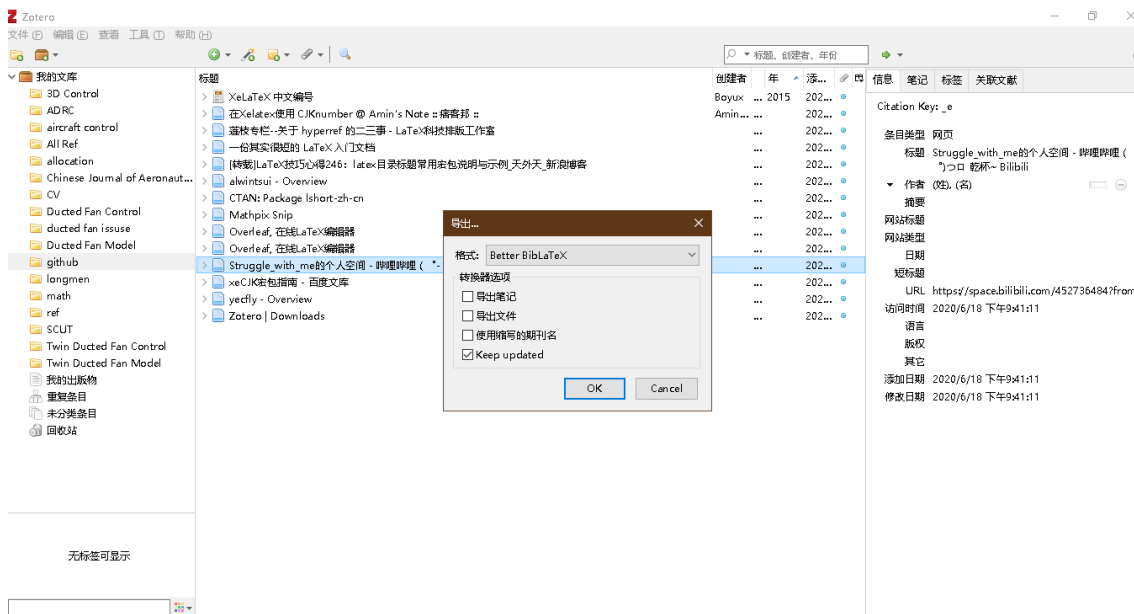 Zotero
文件(F) 编辑(E) 查看 工具(T) 帮助(H)
标题、创建者、年份
我的文库
3D Control
ADRC
aircraft control
All Ref
allocation
Chinese Journal of Aeronaut...
CV
Ducted Fan Control
ducted fan issuse
Ducted Fan Model
github
longmen
math
ref
SCUT
Twin Ducted Fan Control
Twin Ducted Fan Model
我的出版物
重复条目
未分类条目
回收站
无标签可显示
标题 创建者 年 添...
XeLaTeX 中文编号 Boyux ... 2015 202...
在Xelatex使用 CJKnumber @ Amin's Note :: 痞客邦 :: Amin... ... 202...
莲枝专栏--关于 hyperref 的二三事 - LaTeX科技排版工作室 ... 202...
一份其实很短的 LaTeX 入门文档 ... 202...
[转载]LaTeX技巧心得246：latex目录标题常用宏包说明与示例_天外天_新浪博客 ... 202...
alwintsui - Overview ... 202...
CTAN: Package lshort-zh-cn ... 202...
Mathpix Snip ... 202...
Overleaf, 在线LaTeX编辑器 ... 202...
Overleaf, 在线LaTeX编辑器 ... 202...
Struggle_with_me的个人空间 - 哔哩哔哩 ( ゜- ... 202...
xeCJK宏包指南 - 百度文库 ... 202...
yecfly - Overview ... 202...
Zotero | Downloads ... 202...
导出...
格式: Better BibLaTeX
转换器选项
导出笔记
导出文件
使用缩写的期刊名
Keep updated
OK Cancel
信息 笔记 标签 关联文献
Citation Key: _e
条目类型 网页
标题 Struggle_with_me的个人空间 - 哔哩哔哩 (
゜)つロ 乾杯~ Bilibili
作者 (姓), (名)
摘要
网站标题
网站类型
日期
短标题
URL https://space.bilibili.com/452736484?from
访问时间 2020/6/18 下午9:41:11
语言
版权
其它
添加日期 2020/6/18 下午9:41:11
修改日期 2020/6/18 下午9:41:11